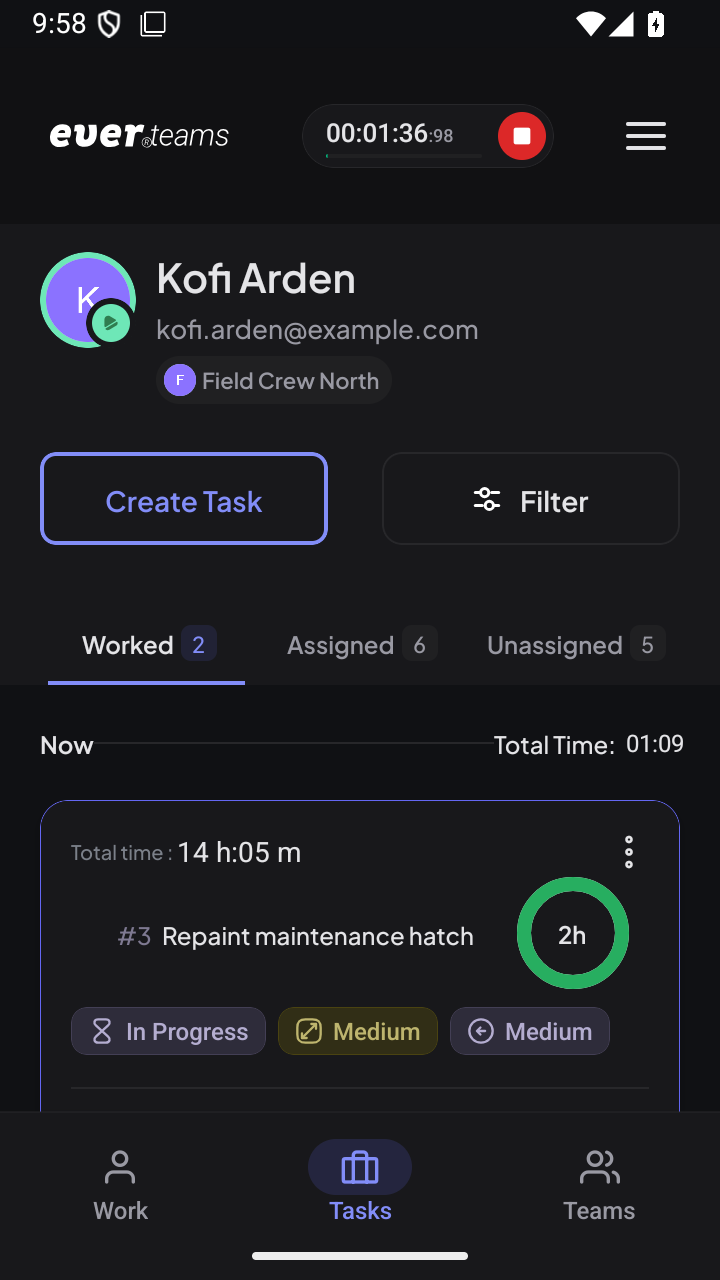 9:58
ever®teams
00:01:36:98
K
Kofi Arden
kofi.arden@example.com
F Field Crew North
Create Task
Filter
Worked 2
Assigned 6
Unassigned 5
Now
Total Time: 01:09
Total time : 14 h:05 m
#3 Repaint maintenance hatch
2h
In Progress
Medium
Medium
Work
Tasks
Teams